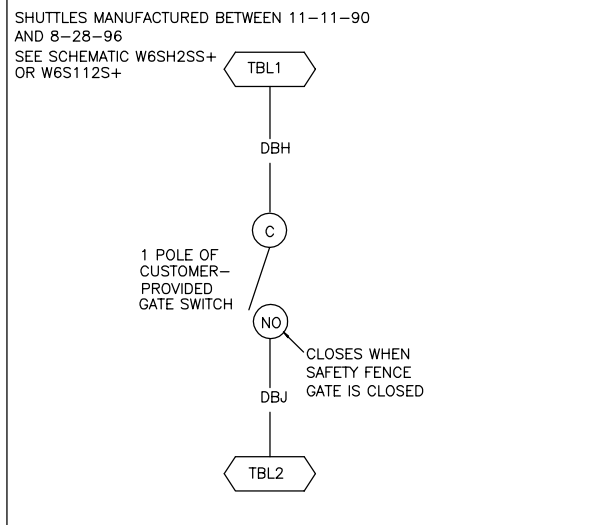 SHUTTLES MANUFACTURED BETWEEN 11-11-90
AND 8-28-96
SEE SCHEMATIC W6SH2SS+
OR W6S112S+
TBL1
DBH
C
1 POLE OF
CUSTOMER-
PROVIDED
GATE SWITCH
NO
CLOSES WHEN
SAFETY FENCE
GATE IS CLOSED
DBJ
TBL2